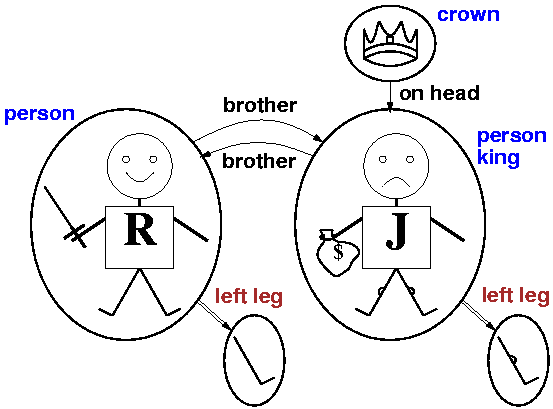 crown
on head
person
brother
person
king
brother
R
J
$
left leg
left leg